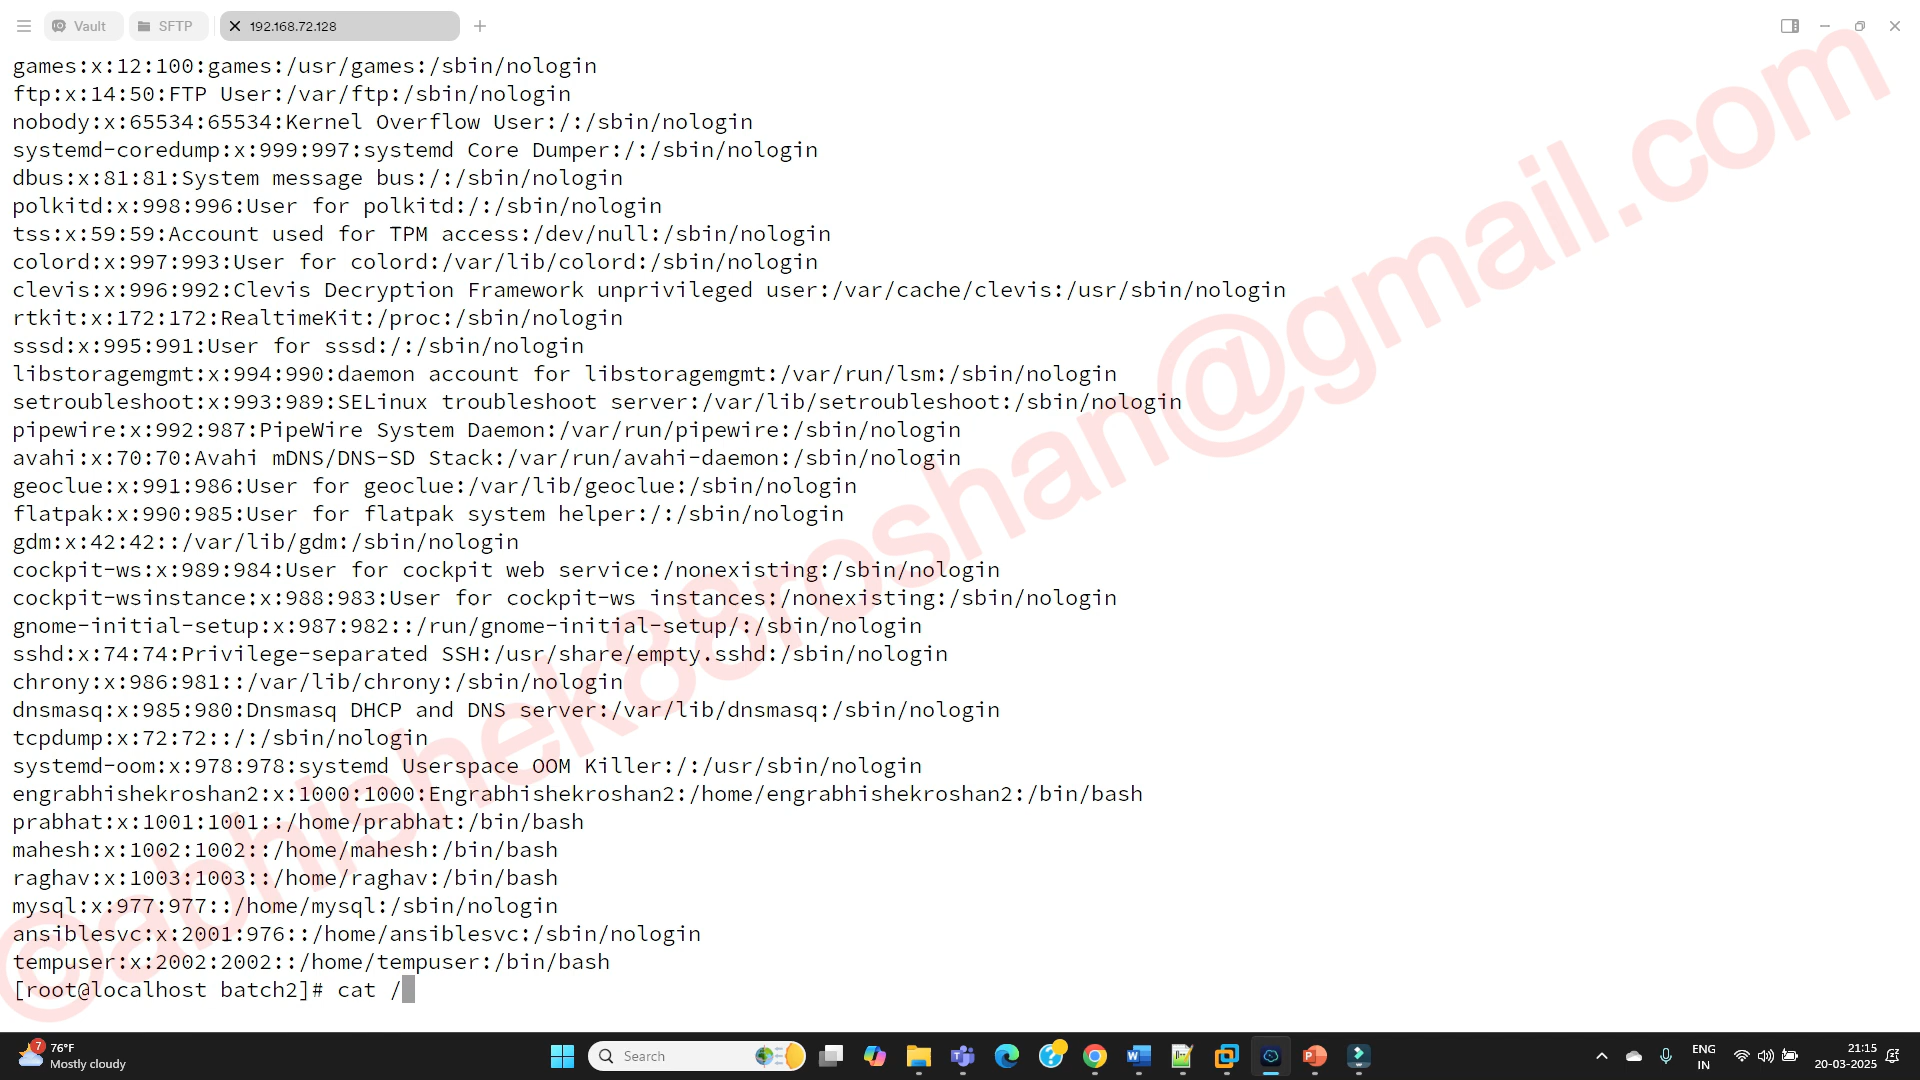 Vault
SFTP
192.168.72.128
games:x:12:100:games:/usr/games:/sbin/nologin
ftp:x:14:50:FTP User:/var/ftp:/sbin/nologin
nobody:x:65534:65534:Kernel Overflow User:/:/sbin/nologin
systemd-coredump:x:999:997:systemd Core Dumper:/:/sbin/nologin
dbus:x:81:81:System message bus:/:/sbin/nologin
polkitd:x:998:996:User for polkitd:/:/sbin/nologin
tss:x:59:59:Account used for TPM access:/dev/null:/sbin/nologin
colord:x:997:993:User for colord:/var/lib/colord:/sbin/nologin
clevis:x:996:992:Clevis Decryption Framework unprivileged user:/var/cache/clevis:/usr/sbin/nologin
rtkit:x:172:172:RealtimeKit:/proc:/sbin/nologin
sssd:x:995:991:User for sssd:/:/sbin/nologin
libstoragemgmt:x:994:990:daemon account for libstoragemgmt:/var/run/lsm:/sbin/nologin
setroubleshoot:x:993:989:SELinux troubleshoot server:/var/lib/setroubleshoot:/sbin/nologin
pipewire:x:992:987:PipeWire System Daemon:/var/run/pipewire:/sbin/nologin
avahi:x:70:70:Avahi mDNS/DNS-SD Stack:/var/run/avahi-daemon:/sbin/nologin
geoclue:x:991:986:User for geoclue:/var/lib/geoclue:/sbin/nologin
flatpak:x:990:985:User for flatpak system helper:/:/sbin/nologin
gdm:x:42:42::/var/lib/gdm:/sbin/nologin
cockpit-ws:x:989:984:User for cockpit web service:/nonexisting:/sbin/nologin
cockpit-wsinstance:x:988:983:User for cockpit-ws instances:/nonexisting:/sbin/nologin
gnome-initial-setup:x:987:982::/run/gnome-initial-setup/:/sbin/nologin
sshd:x:74:74:Privilege-separated SSH:/usr/share/empty.sshd:/sbin/nologin
chrony:x:986:981::/var/lib/chrony:/sbin/nologin
dnsmasq:x:985:980:Dnsmasq DHCP and DNS server:/var/lib/dnsmasq:/sbin/nologin
tcpdump:x:72:72::/:/sbin/nologin
systemd-oom:x:978:978:systemd Userspace OOM Killer:/:/usr/sbin/nologin
engrabhishekroshan2:x:1000:1000:Engrabhishekroshan2:/home/engrabhishekroshan2:/bin/bash
prabhat:x:1001:1001::/home/prabhat:/bin/bash
mahesh:x:1002:1002::/home/mahesh:/bin/bash
raghav:x:1003:1003::/home/raghav:/bin/bash
mysql:x:977:977::/home/mysql:/sbin/nologin
ansiblesvc:x:2001:976::/home/ansiblesvc:/sbin/nologin
tempuser:x:2002:2002::/home/tempuser:/bin/bash
[root@localhost batch2]# cat /
©abhishek88roshan@gmail.com
7
76°F
Mostly cloudy
Search
ENG
IN
21:15
20-03-2025